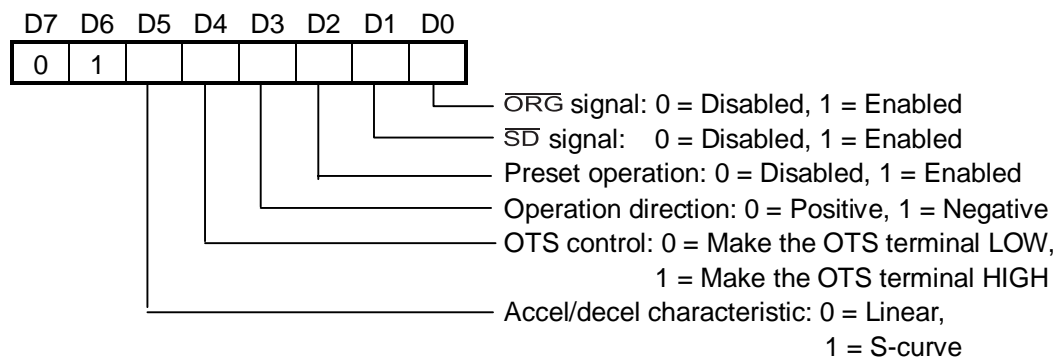 D7 D6 D5 D4 D3 D2 D1 D0
0 1
ORG signal: 0 = Disabled, 1 = Enabled
SD signal: 0 = Disabled, 1 = Enabled
Preset operation: 0 = Disabled, 1 = Enabled
Operation direction: 0 = Positive, 1 = Negative
OTS control: 0 = Make the OTS terminal LOW,
1 = Make the OTS terminal HIGH
Accel/decel characteristic: 0 = Linear,
1 = S-curve